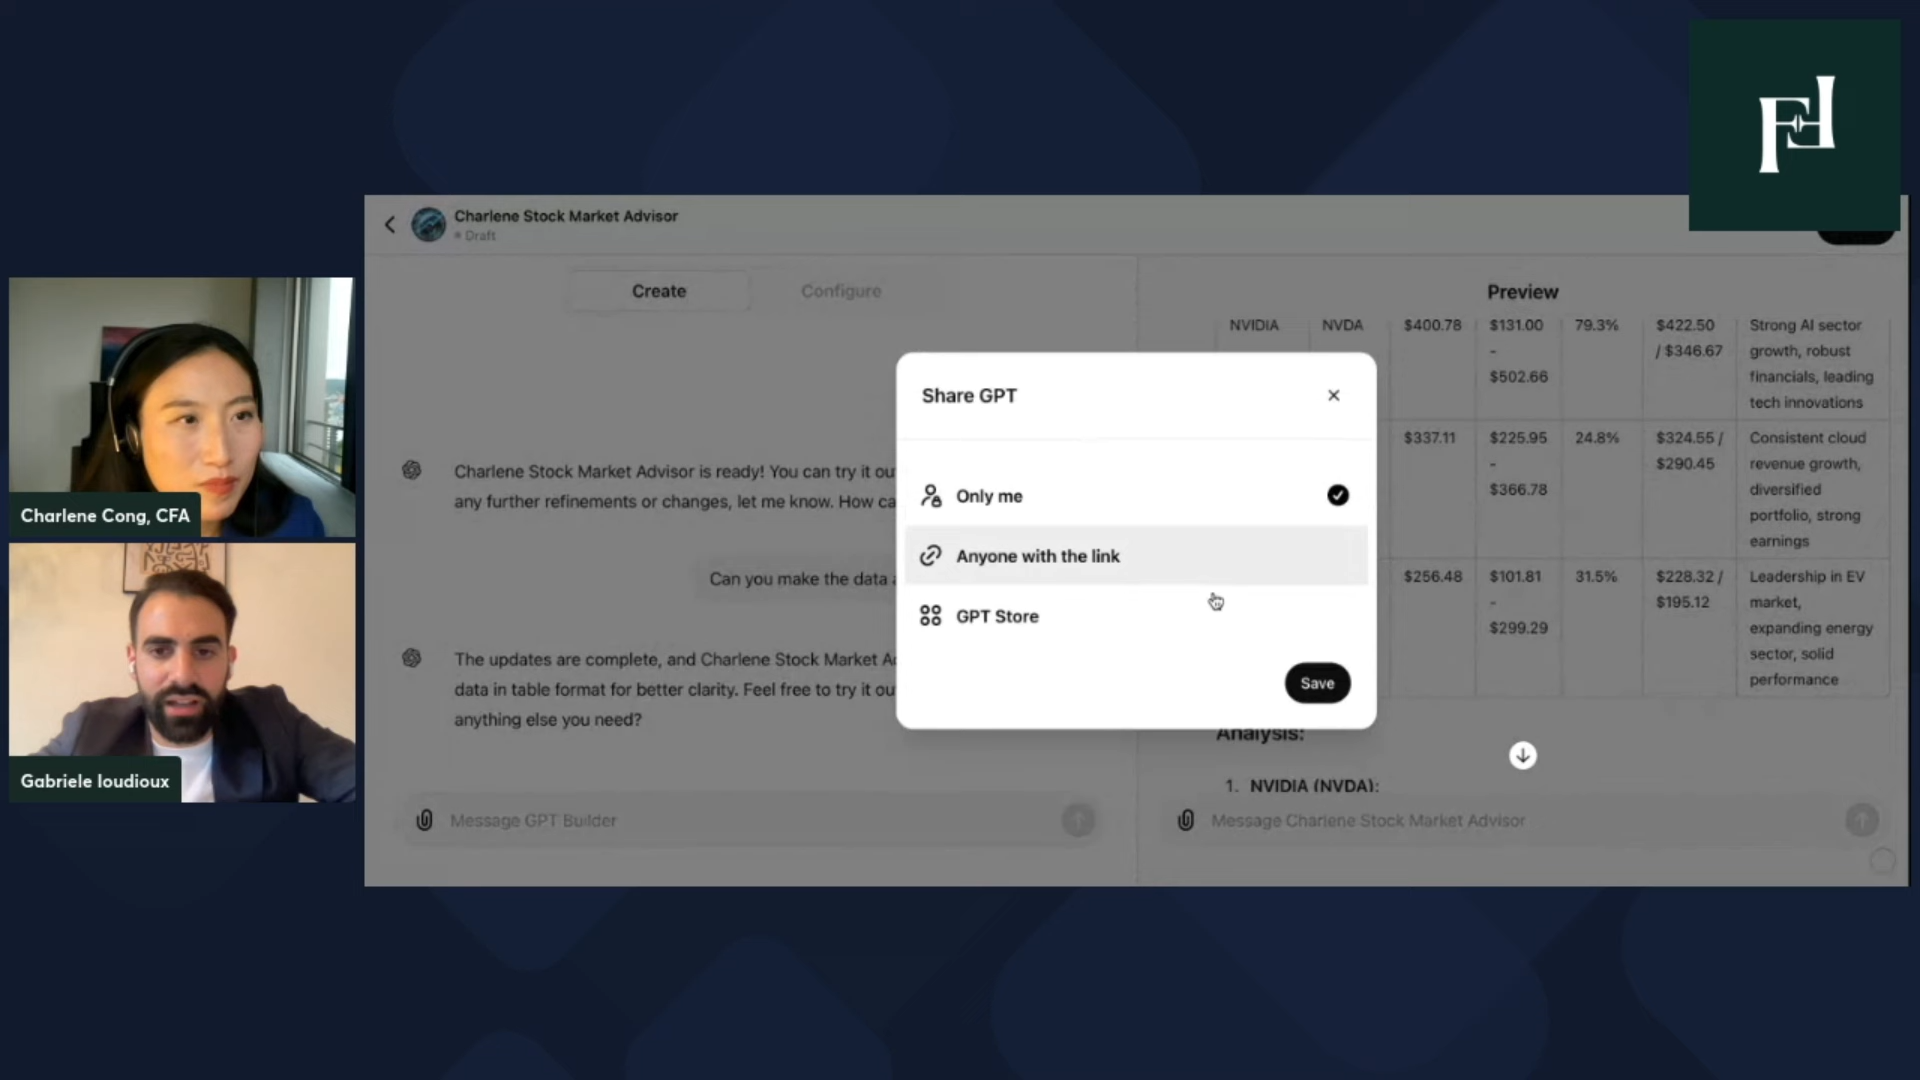 Charlene Stock Market Advisor
Draft
Create
Configure
Charlene Stock Market Advisor is ready! You can try it ou
any further refinements or changes, let me know. How ca
Can you make the data
The updates are complete, and Charlene Stock Market A
data in table format for better clarity. Feel free to try it ou
anything else you need?
Message GPT Builder
Share GPT
Only me
Anyone with the link
GPT Store
Save
Preview
NVIDIA NVDA $400.78 $131.00 79.3% $422.50 Strong AI sector
- / $346.67 growth, robust
$502.66 financials, leading
tech innovations
$337.11 $225.95 24.8% $324.55 / Consistent cloud
- $290.45 revenue growth,
$366.78 diversified
portfolio, strong
earnings
$256.48 $101.81 31.5% $228.32 / Leadership in EV
- $195.12 market,
$299.29 expanding energy
sector, solid
performance
Analysis:
1. NVIDIA (NVDA):
Message Charlene Stock Market Advisor
Charlene Cong, CFA
Gabriele Ioudioux